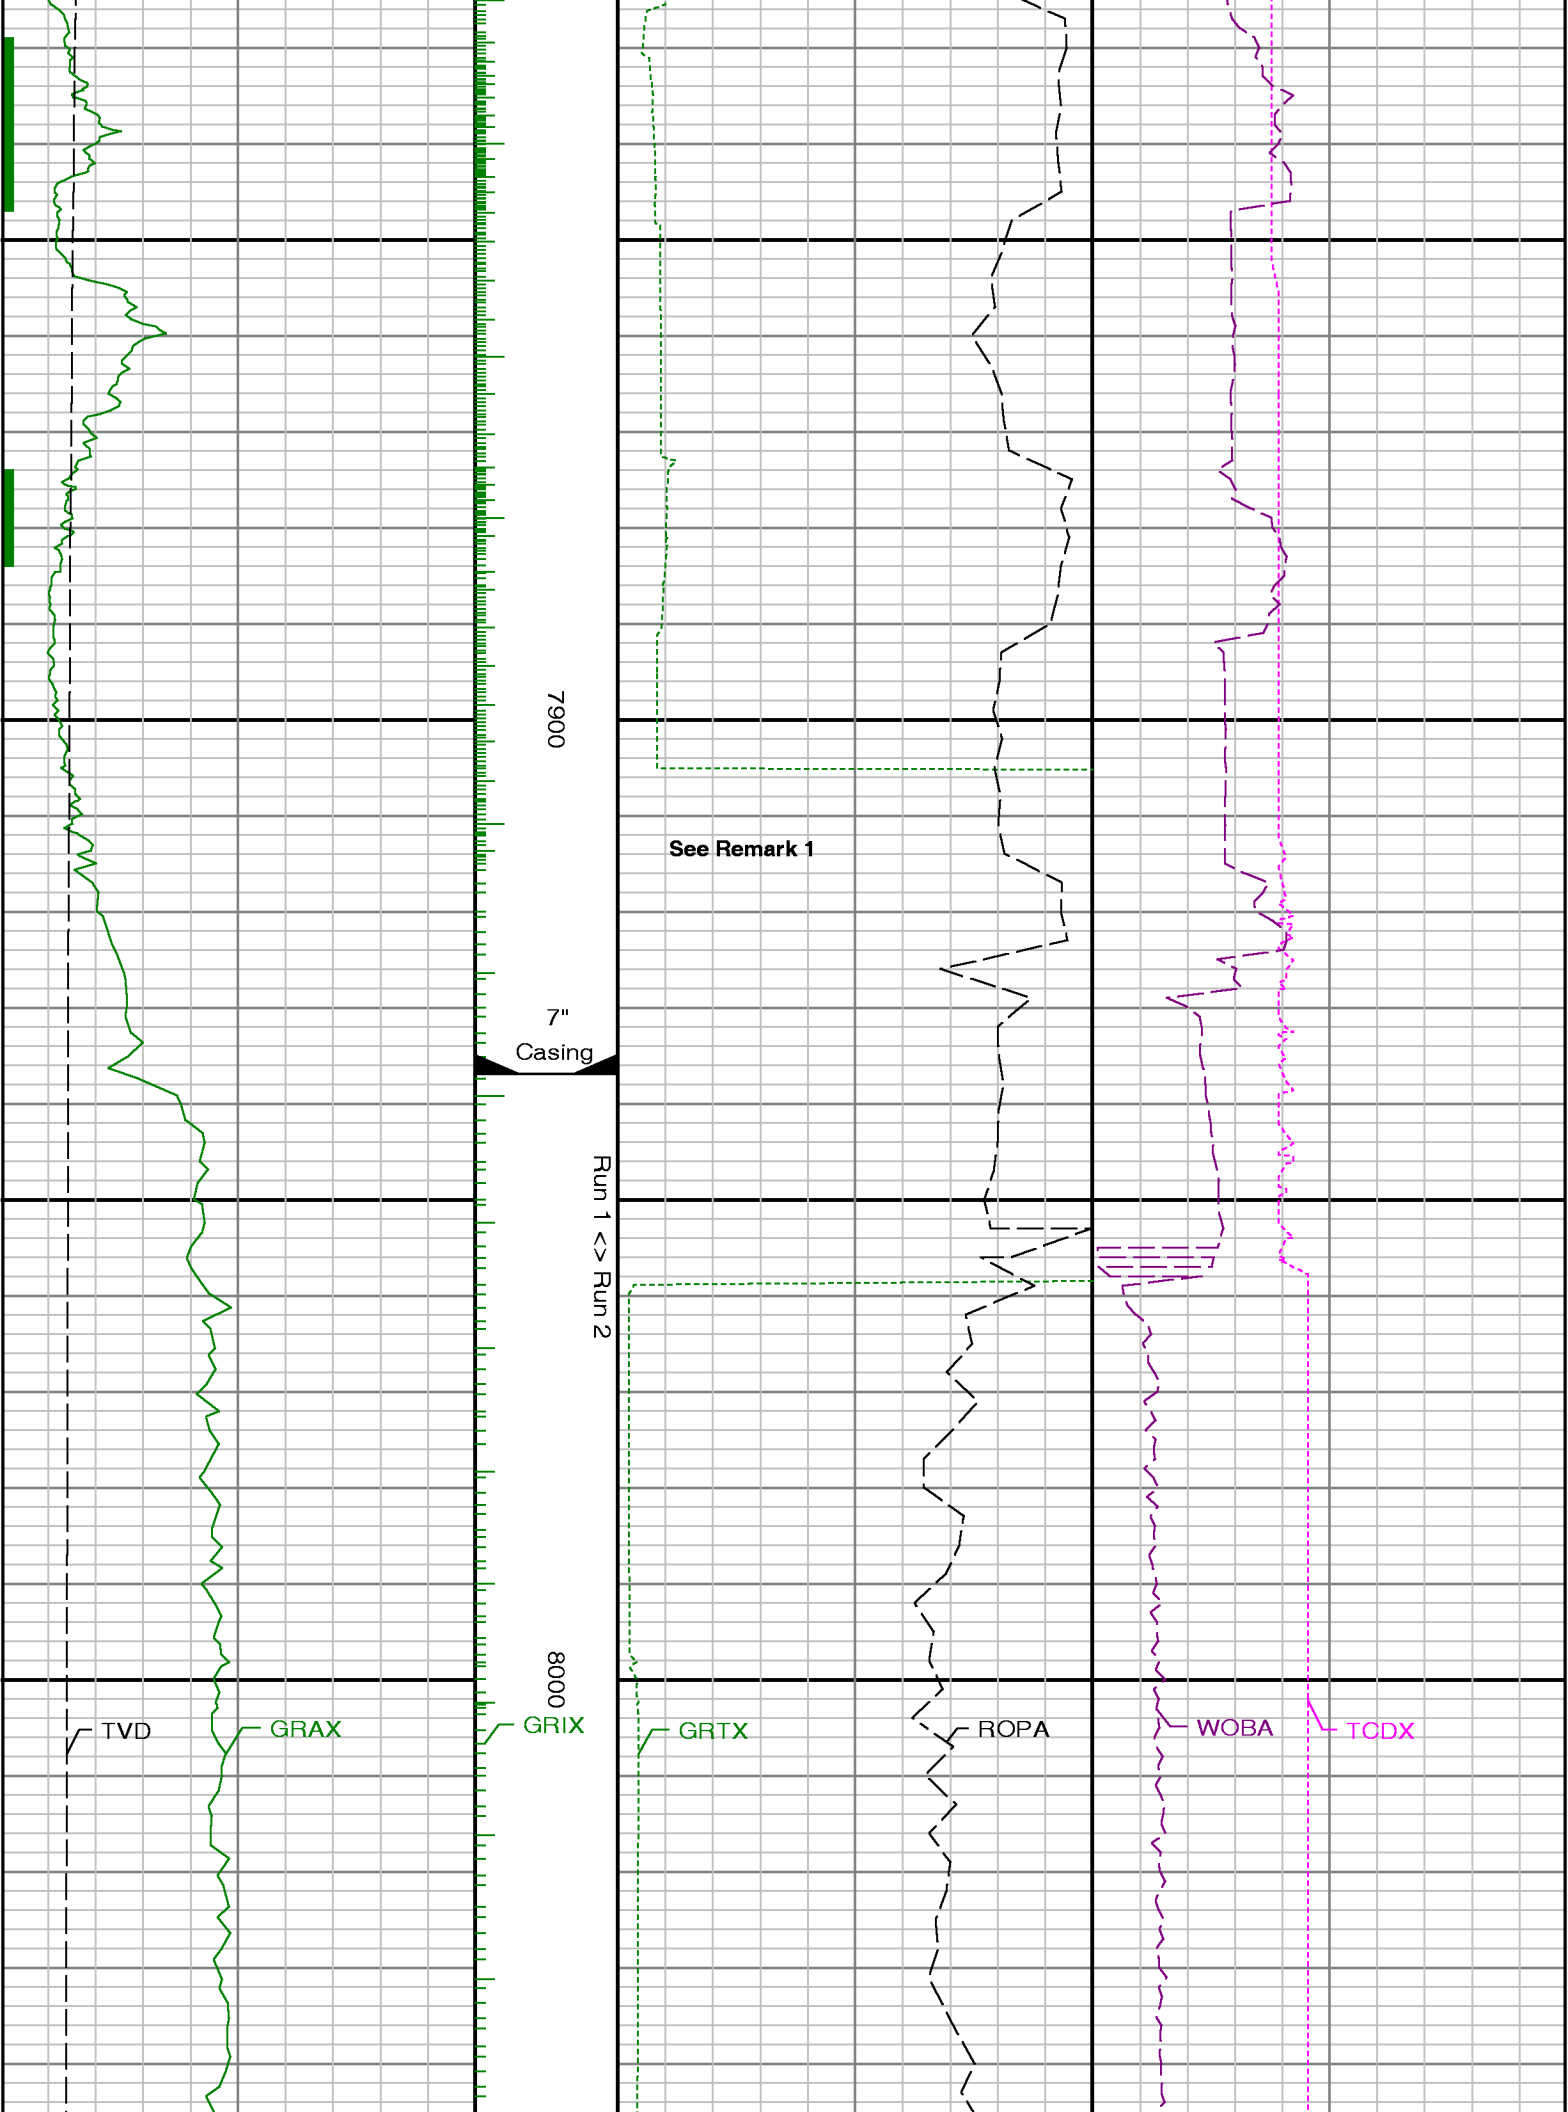 7900
See Remark 1
7"
Casing
Run 1 <> Run 2
8000
TVD
GRAX
GRIX
GRTX
ROPA
WOBA
TCDX